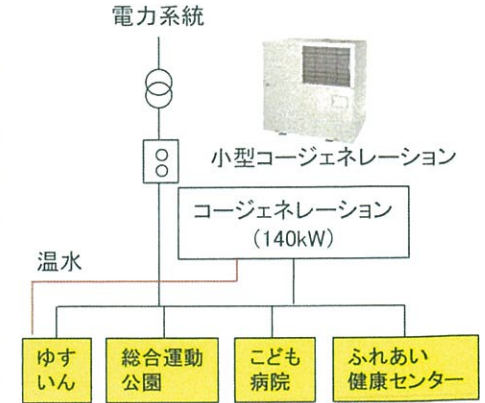 電力系統
小型コージェネレーション
コージェネレーション
(140kW)
温水
ゆす
いん
総合運動
公園
こども
病院
ふれあい
健康センター